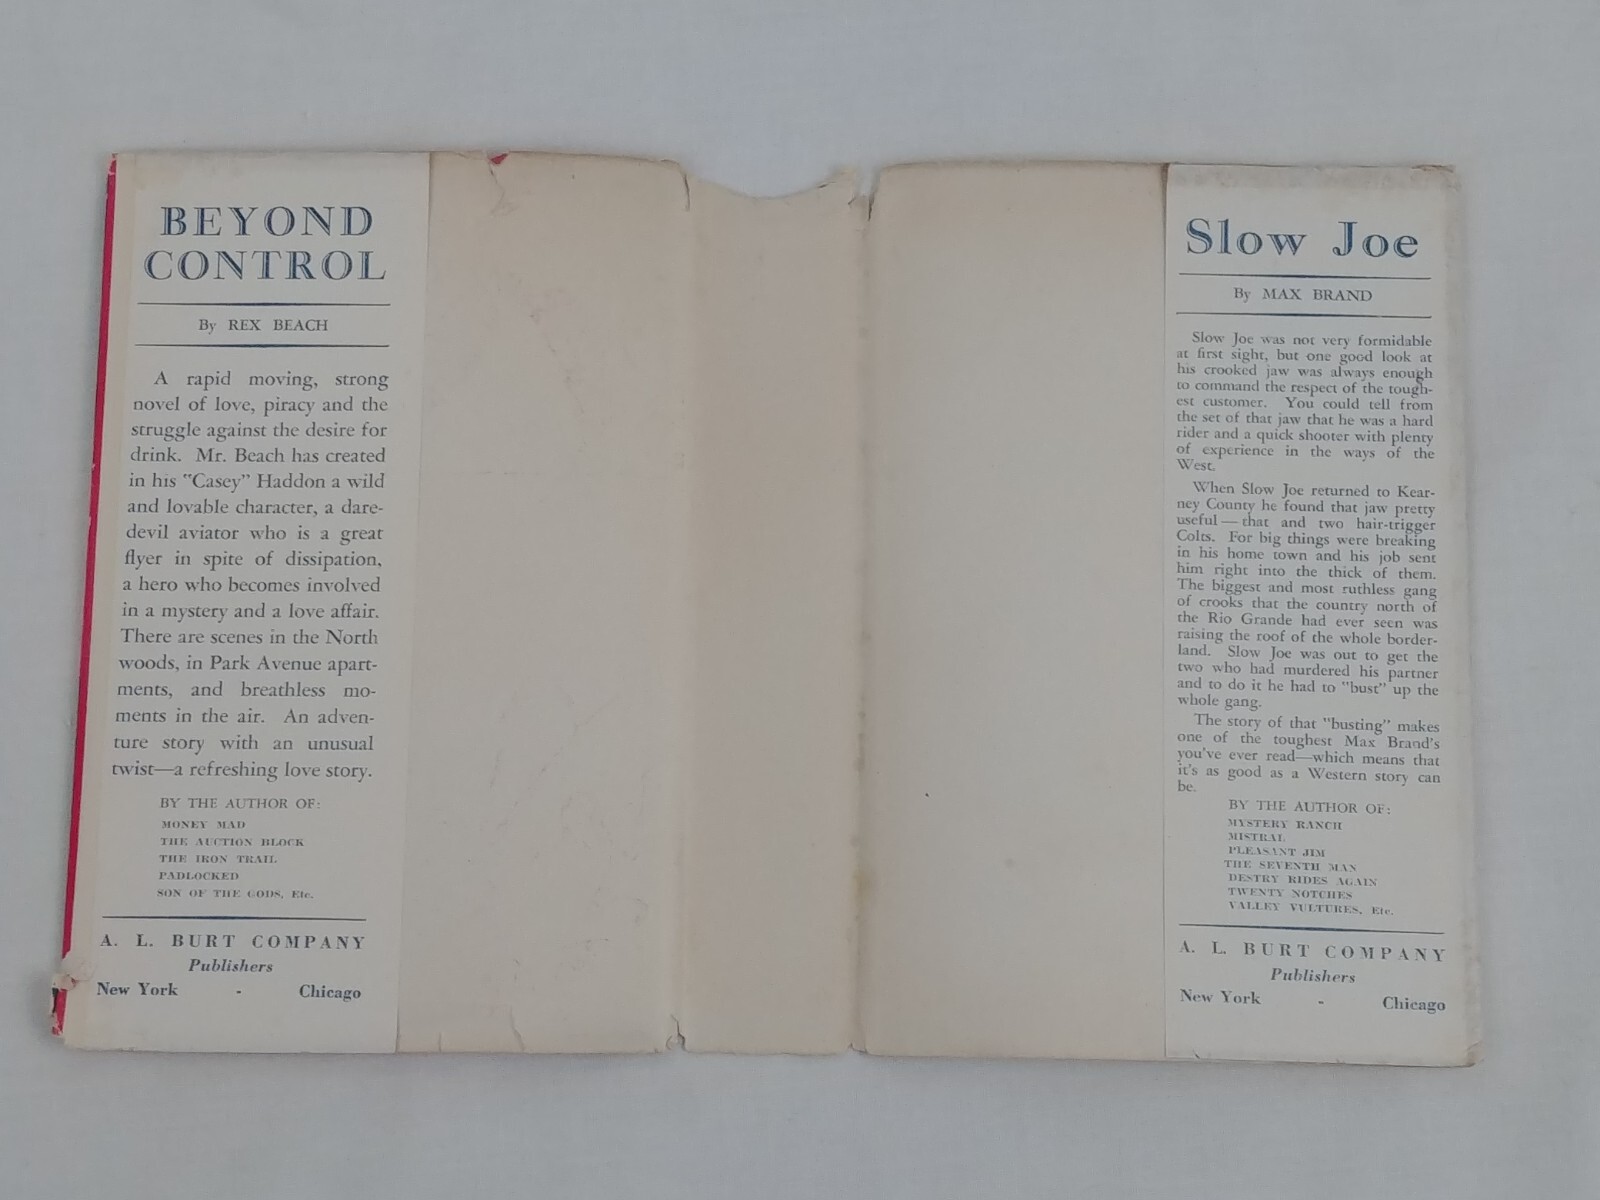 BEYOND
CONTROL
By REX BEACH
A rapid moving, strong
novel of love, piracy and the
struggle against the desire for
drink. Mr. Beach has created
in his "Casey" Haddon a wild
and lovable character, a dare-
devil aviator who is a great
flyer in spite of dissipation,
a hero who becomes involved
in a mystery and a love affair.
There are scenes in the North
woods, in Park Avenue apart-
ments, and breathless mo-
ments in the air. An adven-
ture story with an unusual
twist—a refreshing love story.
BY THE AUTHOR OF:
MONEY MAD
THE AUCTION BLOCK
THE IRON TRAIL
PADLOCKED
SON OF THE GODS, Etc.
A. L. BURT COMPANY
Publishers
New York - Chicago
Slow Joe
By MAX BRAND
Slow Joe was not very formidable
at first sight, but one good look at
his crooked jaw was always enough
to command the respect of the tough-
est customer. You could tell from
the set of that jaw that he was a hard
rider and a quick shooter with plenty
of experience in the ways of the
West.
When Slow Joe returned to Kear-
ney County he found that jaw pretty
useful — that and two hair-trigger
Colts. For big things were breaking
in his home town and his job sent
him right into the thick of them.
The biggest and most ruthless gang
of crooks that the country north of
the Rio Grande had ever seen was
raising the roof of the whole border-
land. Slow Joe was out to get the
two who had murdered his partner
and to do it he had to "bust" up the
whole gang.
The story of that "busting" makes
one of the toughest Max Brand's
you've ever read—which means that
it's as good as a Western story can
be.
BY THE AUTHOR OF:
MYSTERY RANCH
MISTRAL
PLEASANT JIM
THE SEVENTH MAN
DESTRY RIDES AGAIN
TWENTY NOTCHES
VALLEY VULTURES, Etc.
A. L. BURT COMPANY
Publishers
New York - Chicago